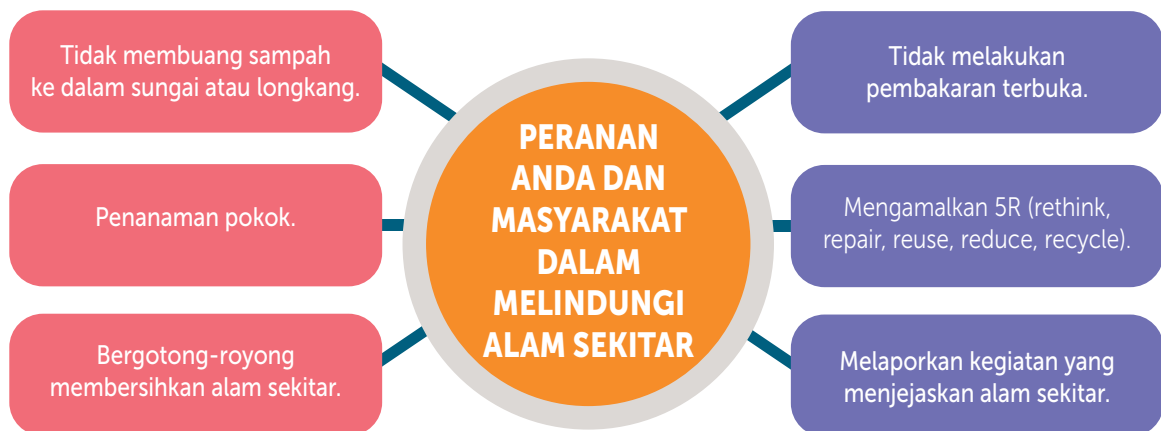 Tidak membuang sampah
ke dalam sungai atau longkang.
Penanaman pokok.
Bergotong-royong
membersihkan alam sekitar.
PERANAN
ANDA DAN
MASYARAKAT
DALAM
MELINDUNGI
ALAM SEKITAR
Tidak melakukan
pembakaran terbuka.
Mengamalkan 5R (rethink,
repair, reuse, reduce, recycle).
Melaporkan kegiatan yang
menjejaskan alam sekitar.